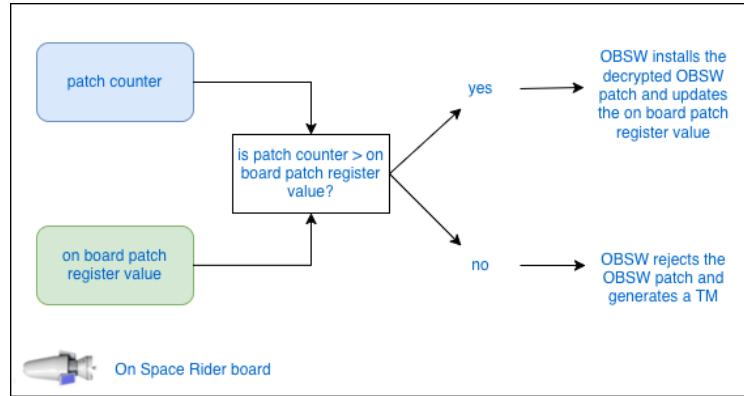 patch counter
on board patch
register value
is patch counter > on
board patch register
value?
yes
OBSW installs the
decrypted OBSW
patch and updates
the on board patch
register value
no
OBSW rejects the
OBSW patch and
generates a TM
On Space Rider board